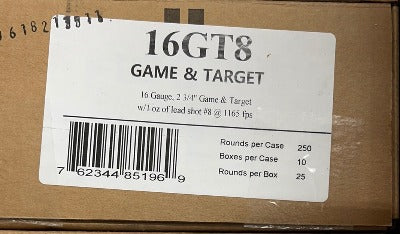 16GT8
GAME & TARGET
16 Gauge, 2 3/4" Game & Target
w/1 oz of lead shot #8 @ 1165 fps
Rounds per Case 250
Boxes per Case 10
Rounds per Box 25
7 62344 85196 9